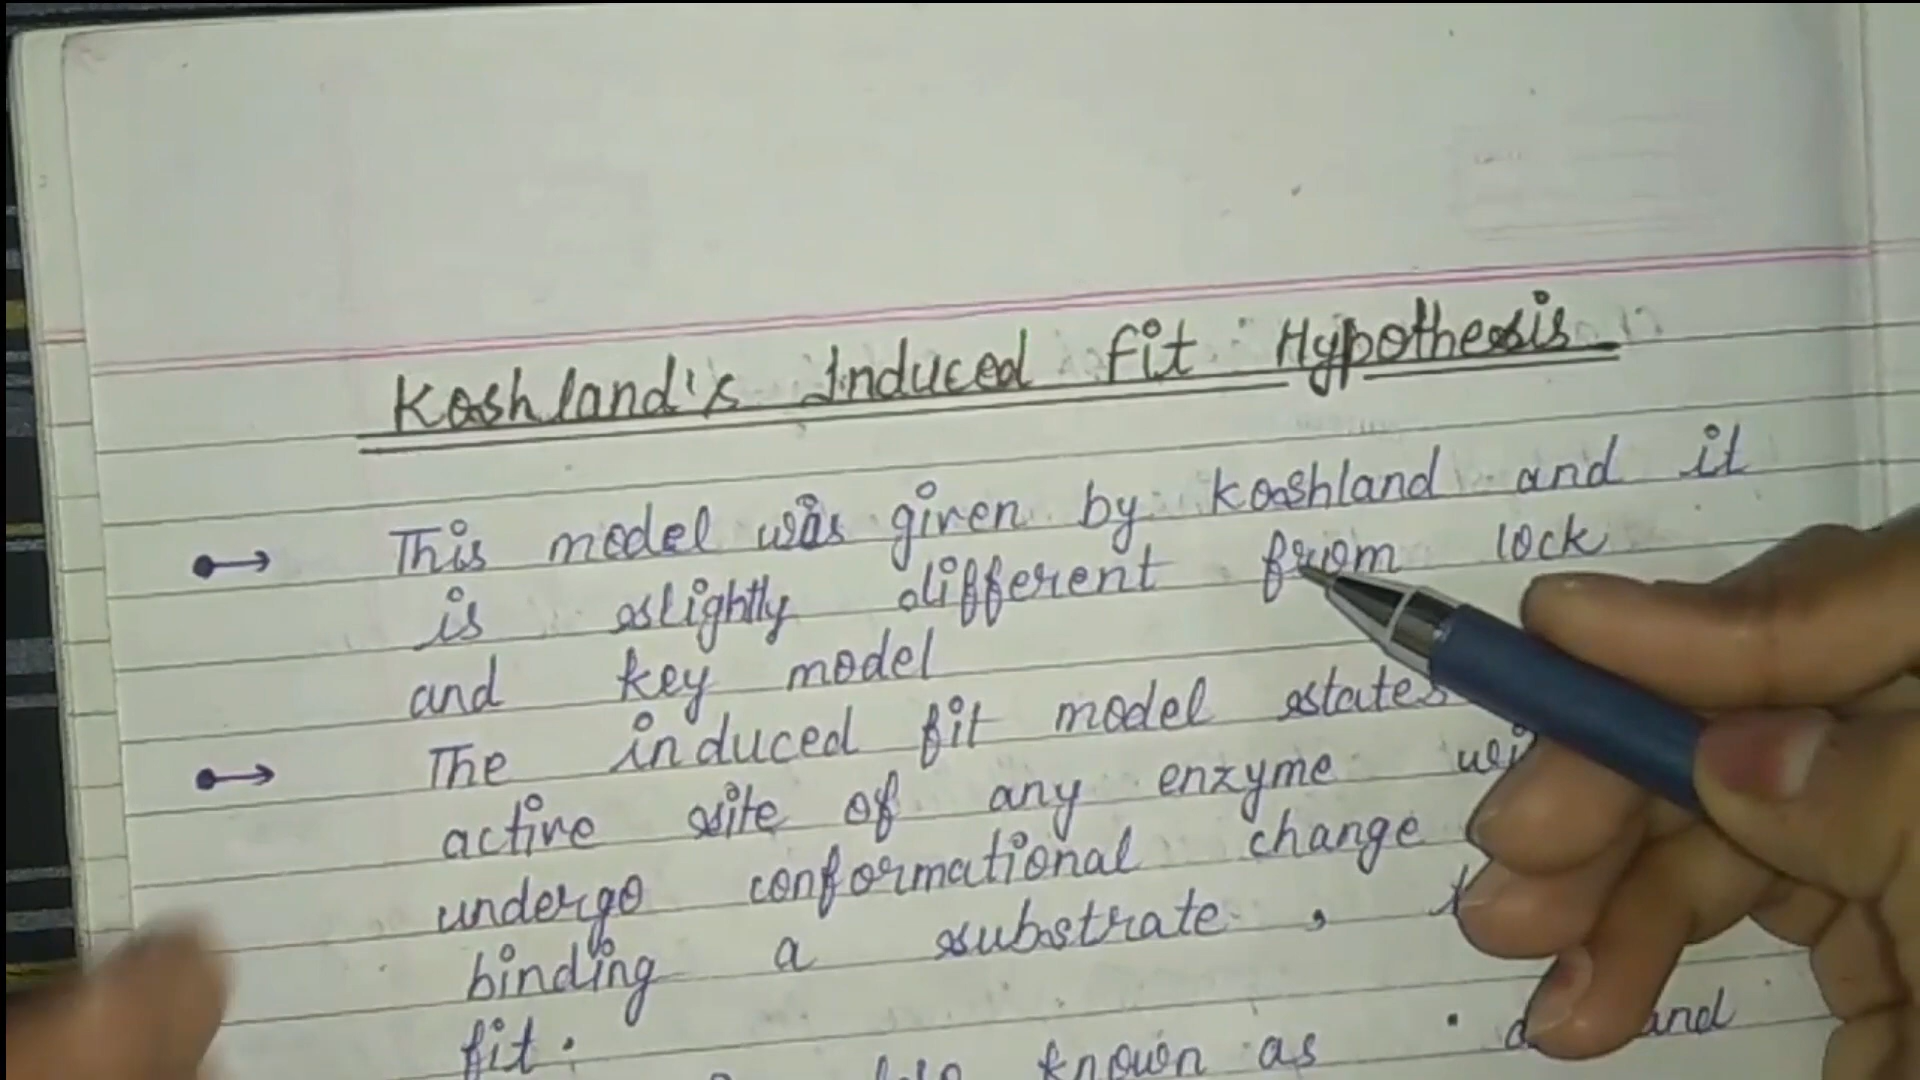 Koshland's Induced fit Hypothesis
This model was given by Koshland and it
is slightly different from lock
and key model
The induced fit model states
active site of any enzyme
undergo conformational change
binding a substrate ,
fit .
known as